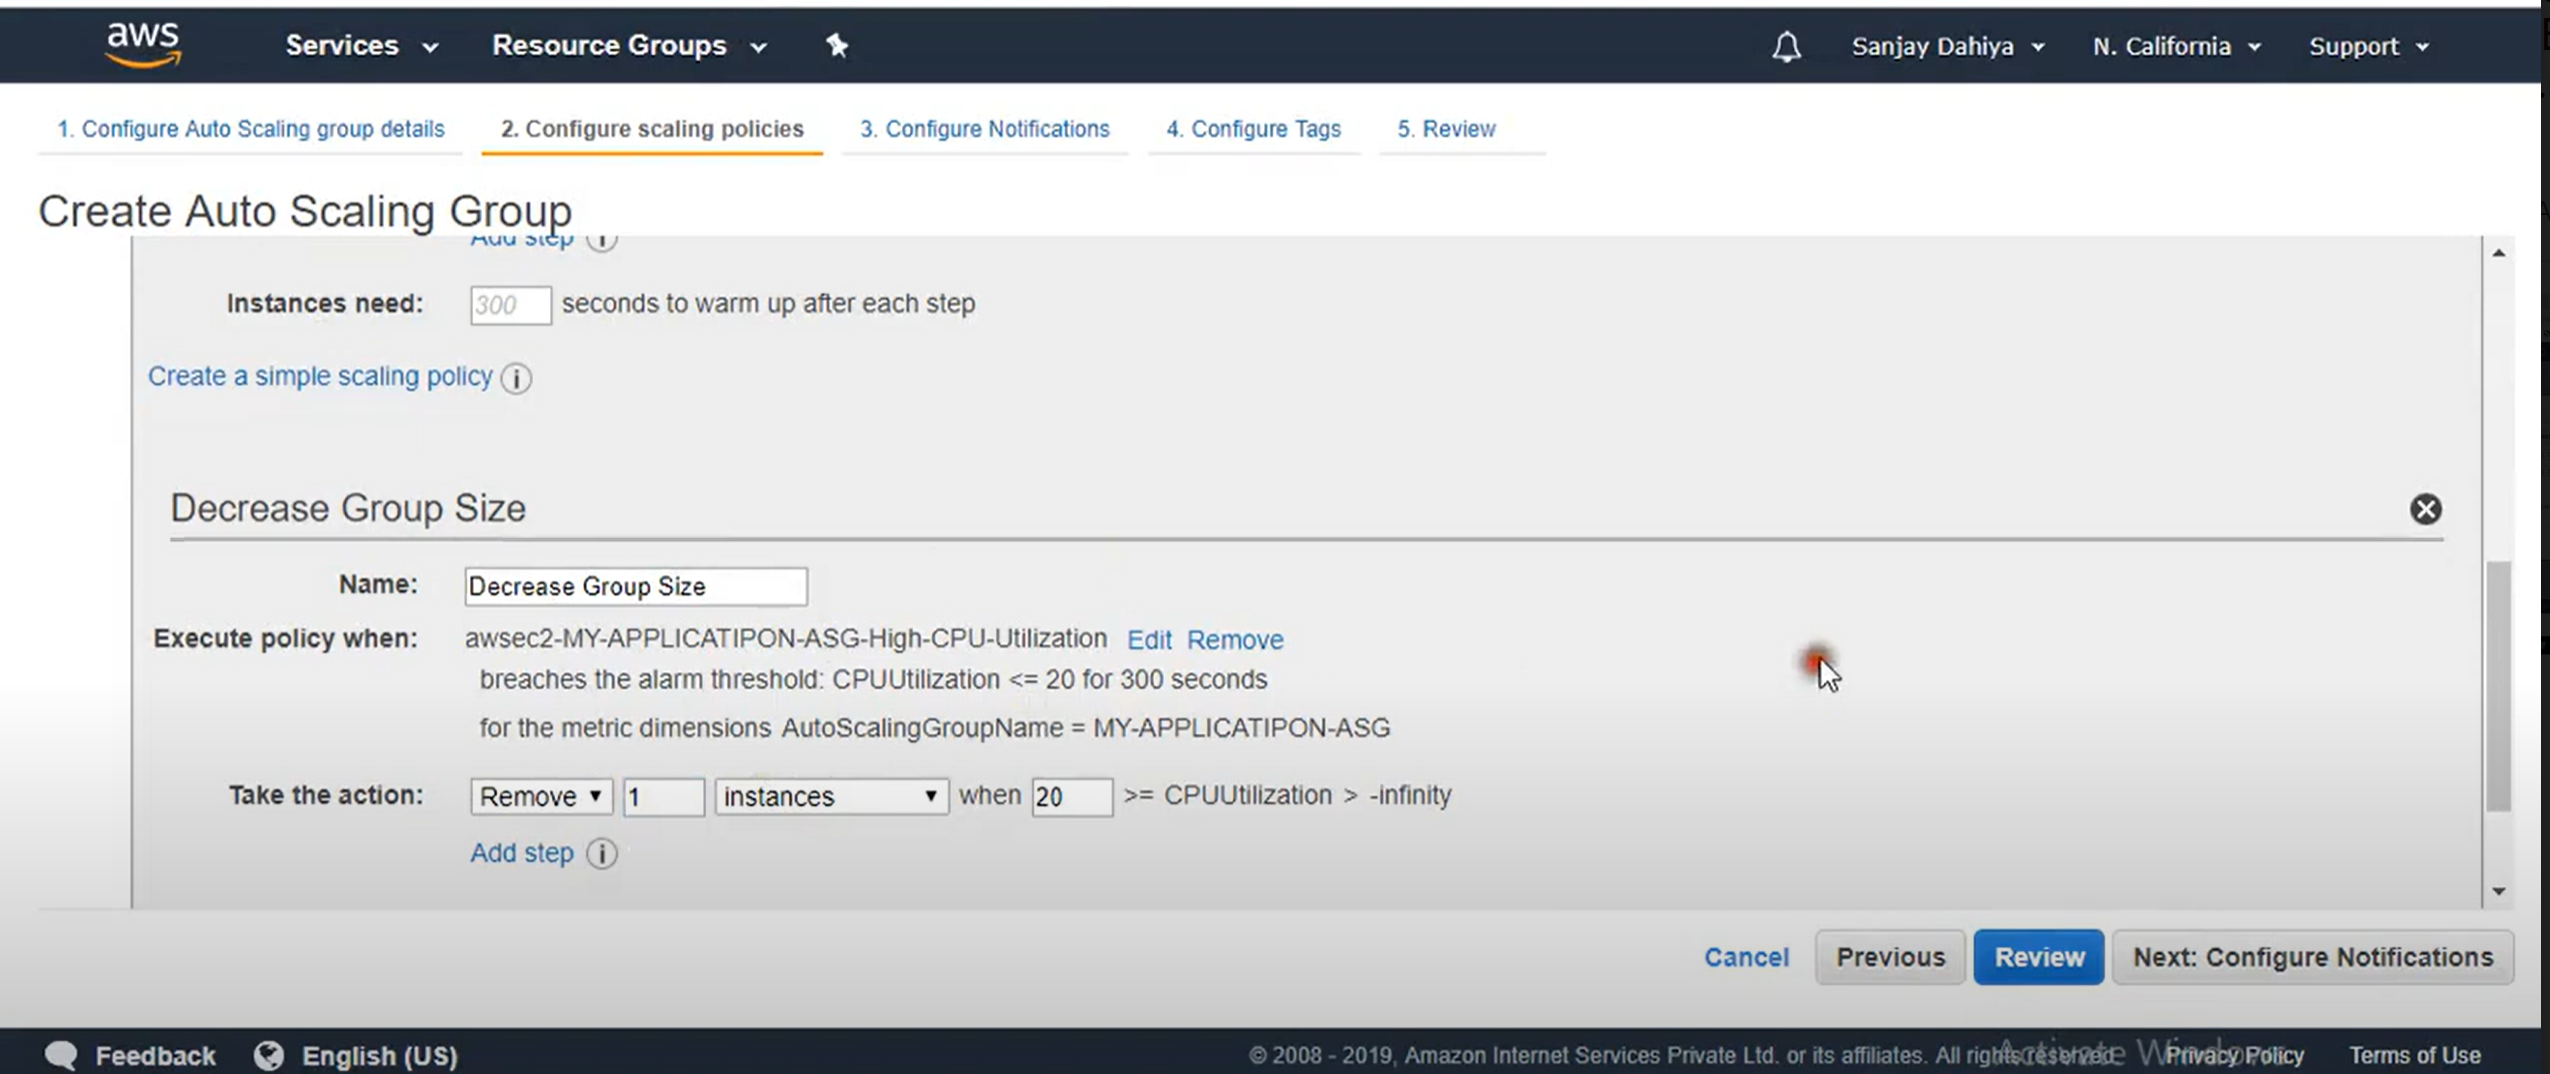 aws Services Resource Groups Sanjay Dahiya N. California Support
1. Configure Auto Scaling group details 2. Configure scaling policies 3. Configure Notifications 4. Configure Tags 5. Review
Create Auto Scaling Group
Add step i
Instances need: 300 seconds to warm up after each step
Create a simple scaling policy i
Decrease Group Size
Name: Decrease Group Size
Execute policy when: awsec2-MY-APPLICATIPON-ASG-High-CPU-Utilization Edit Remove
breaches the alarm threshold: CPUUtilization <= 20 for 300 seconds
for the metric dimensions AutoScalingGroupName = MY-APPLICATIPON-ASG
Take the action: Remove 1 instances when 20 >= CPUUtilization > -infinity
Add step i
Cancel Previous Review Next: Configure Notifications
Feedback English (US) © 2008 - 2019, Amazon Internet Services Private Ltd. or its affiliates. All rights reserved. Activate Windows Privacy Policy Terms of Use